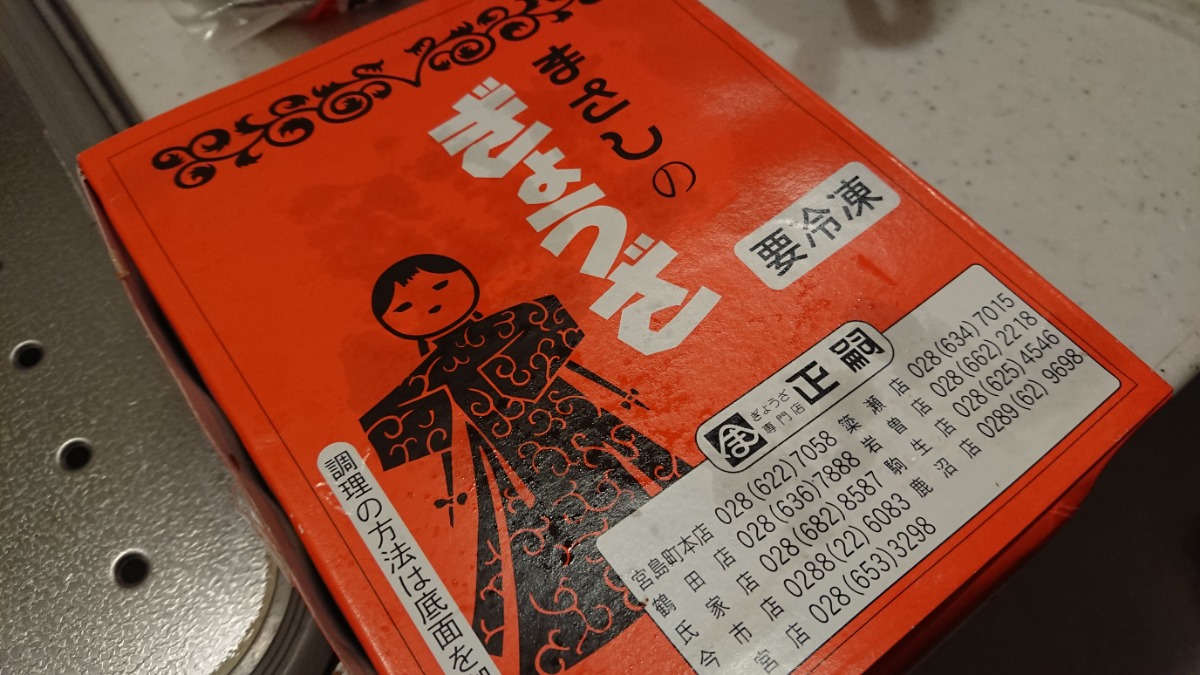 まさしの
ぎょうざ
要冷凍
ぎょうざ
専門店
正嗣
宮島町本店 028(622)7058 簗瀬店 028(634)7015
鶴田店 028(636)7888 岩曽店 028(662)2218
氏家店 028(682)8587 駒生店 028(625)4546
今市店 0288(22)6083 鹿沼店 0289(62)9698
宮店 028(653)3298
調理の方法は底面を